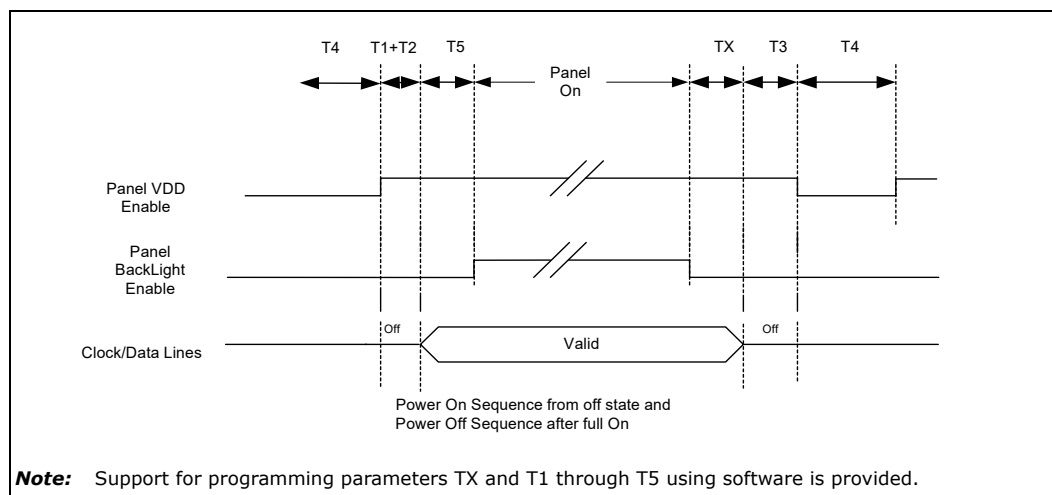 T4 T1+T2 T5 TX T3 T4
Panel
On
Panel VDD
Enable
Panel
BackLight
Enable
Off Off
Clock/Data Lines Valid
Power On Sequence from off state and
Power Off Sequence after full On
Note: Support for programming parameters TX and T1 through T5 using software is provided.